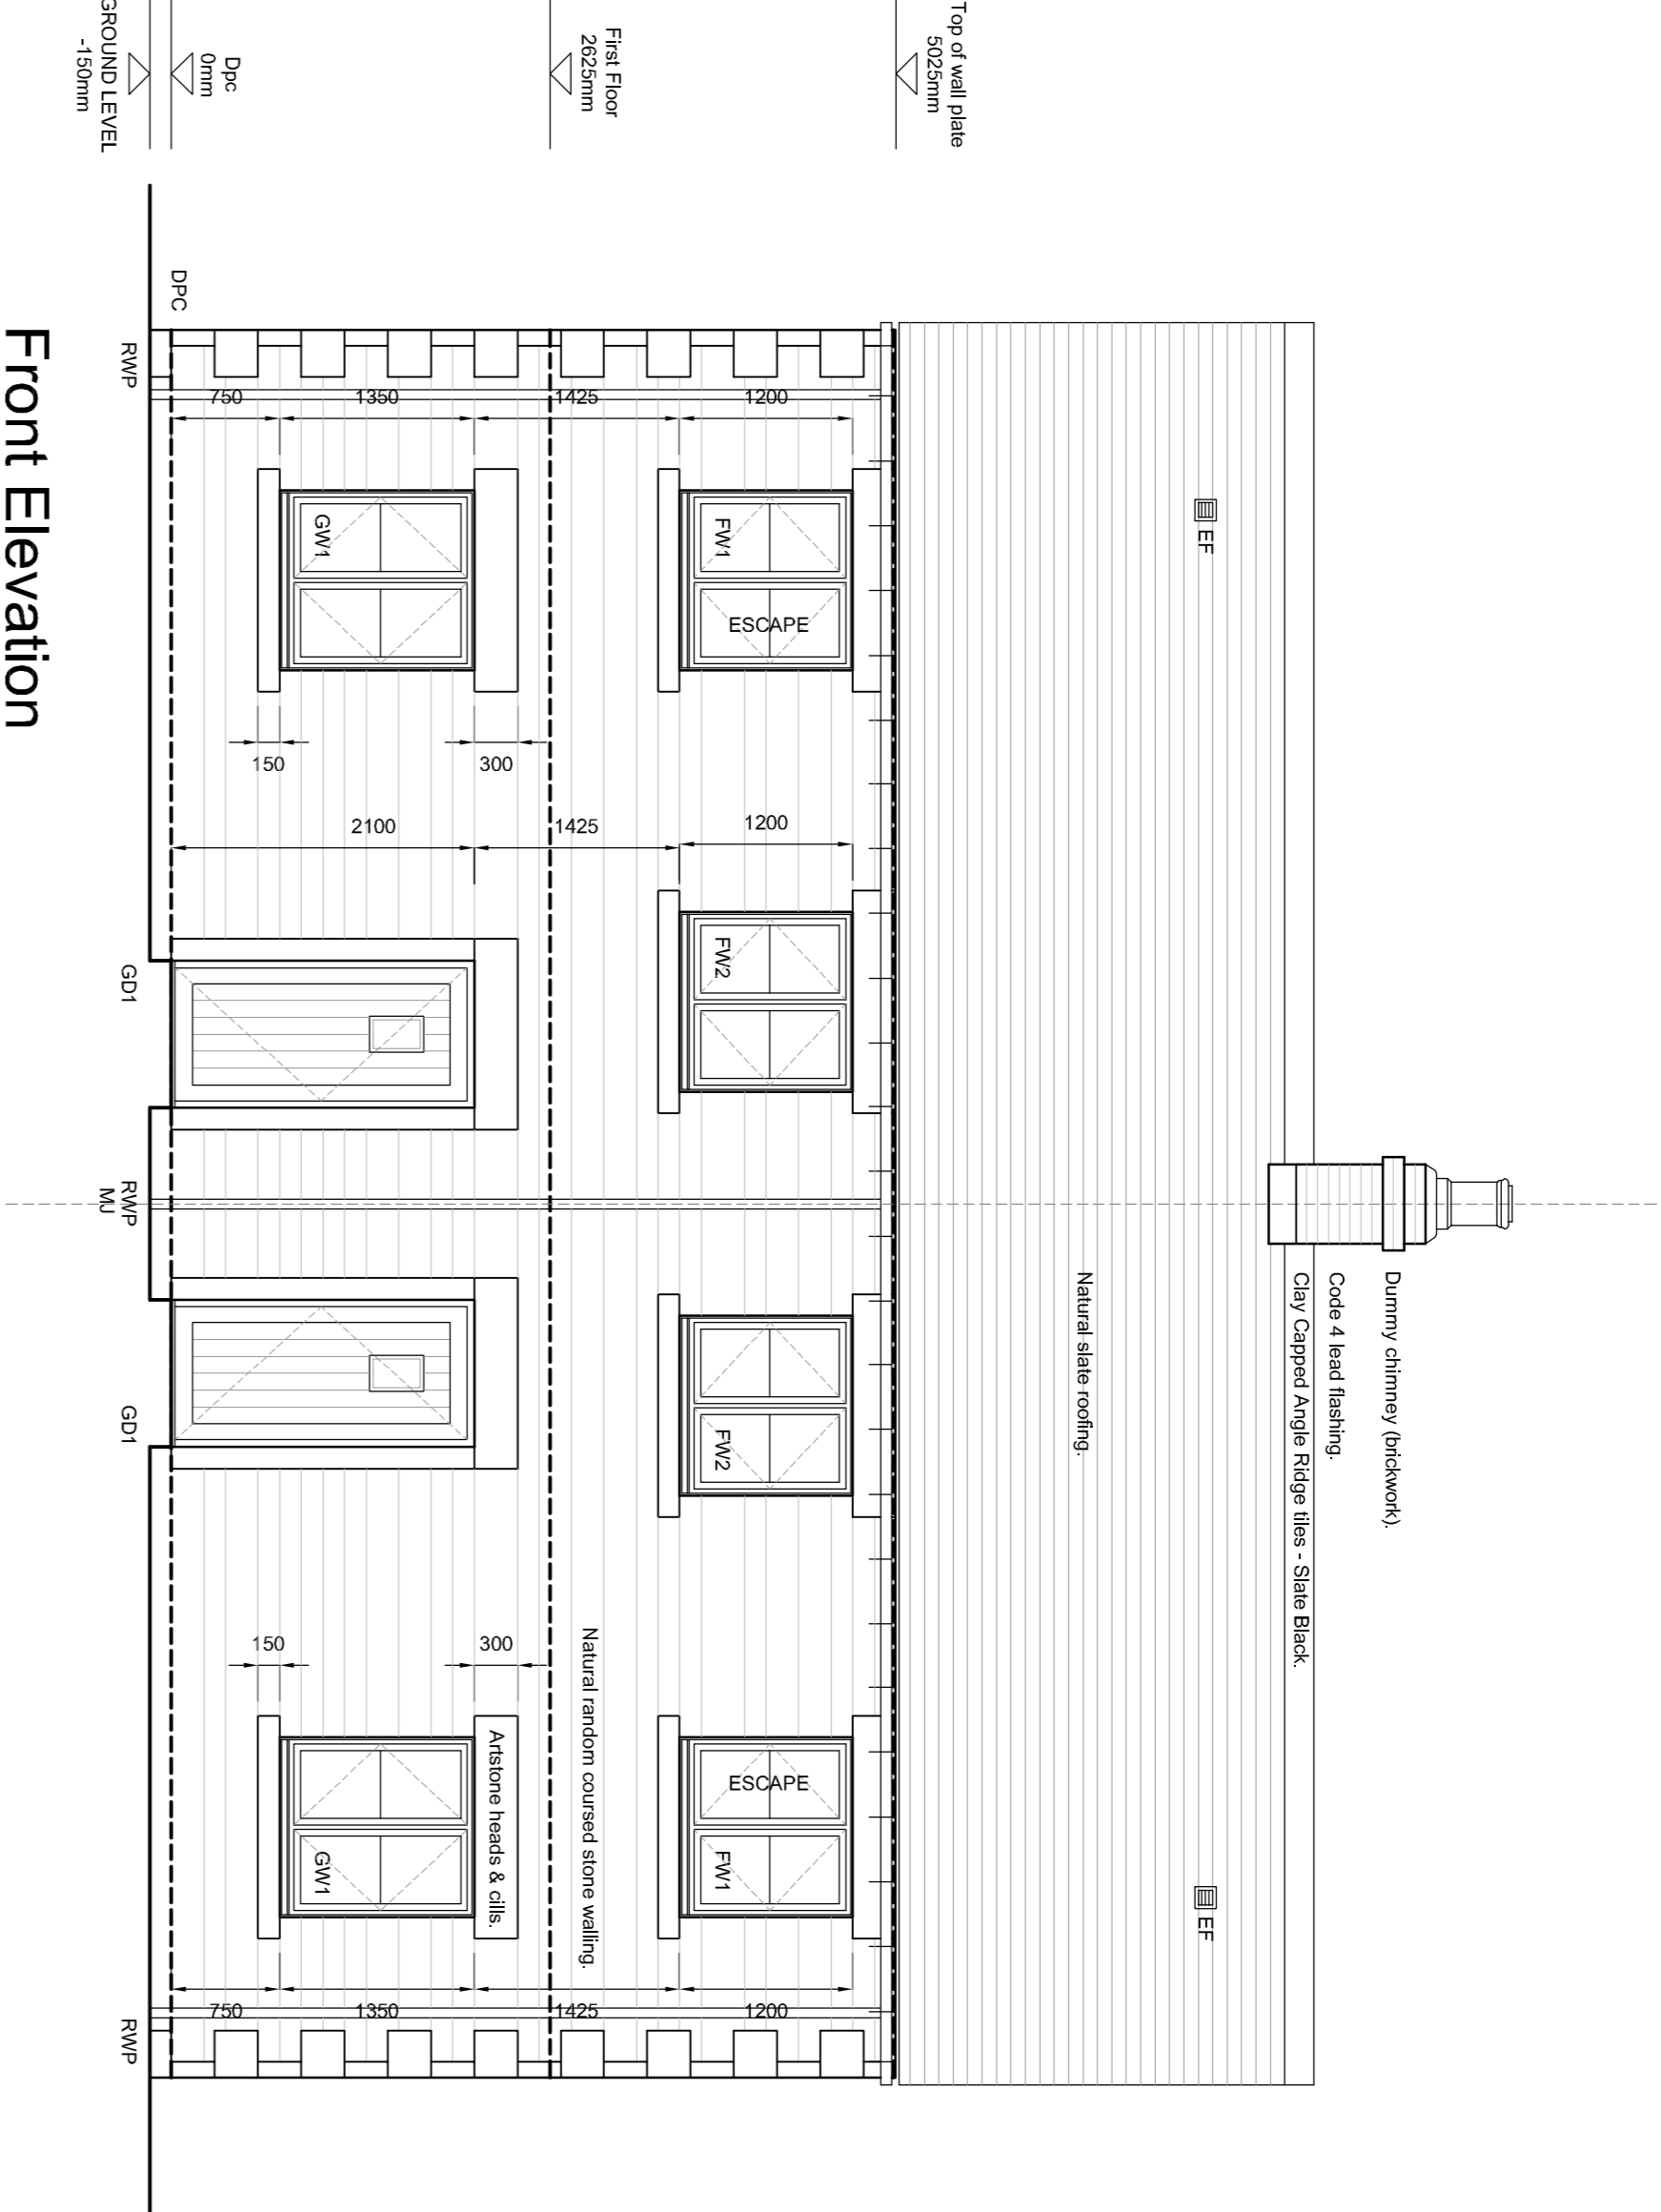 Dummy chimney (brickwork).
Code 4 lead flashing.
Clay Capped Angle Ridge tiles - Slate Black.
EF
EF
Natural slate roofing.
Top of wall plate
5025mm
1200
FW1
ESCAPE
1200
FW2
FW2
ESCAPE
FW1
1200
First Floor
2625mm
1425
1425
Natural random coursed stone walling.
1425
300
300
Artstone heads & cills.
1350
GW1
2100
GW1
1350
750
150
150
750
Dpc
0mm
DPC
GROUND LEVEL
-150mm
RWP
GD1
RWP
MJ
GD1
RWP
Front Elevation